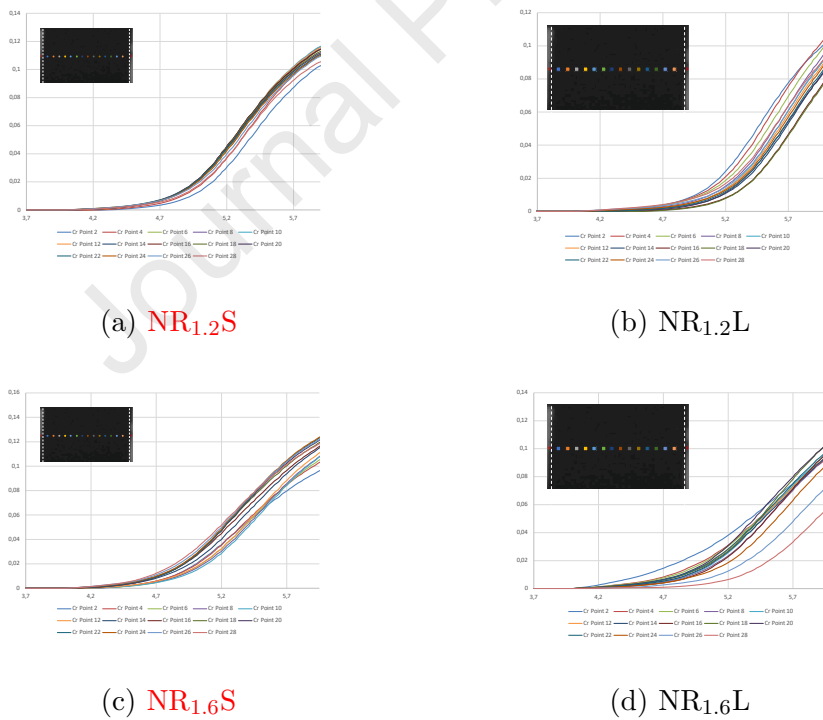 Journal P
0,14
0,12
0,1
0,08
0,06
0,04
0,02
0
3,7 4,2 4,7 5,2 5,7
Cr Point 2 Cr Point 4 Cr Point 6 Cr Point 8 Cr Point 10
Cr Point 12 Cr Point 14 Cr Point 16 Cr Point 18 Cr Point 20
Cr Point 22 Cr Point 24 Cr Point 26 Cr Point 28
(a) NR1.2S
0,12
0,1
0,08
0,06
0,04
0,02
0
3,7 4,2 4,7 5,2 5,7
Cr Point 2 Cr Point 4 Cr Point 6 Cr Point 8 Cr Point 10
Cr Point 12 Cr Point 14 Cr Point 16 Cr Point 18 Cr Point 20
Cr Point 22 Cr Point 24 Cr Point 26 Cr Point 28
(b) NR1.2L
0,16
0,14
0,12
0,1
0,08
0,06
0,04
0,02
0
3,7 4,2 4,7 5,2 5,7
Cr Point 2 Cr Point 4 Cr Point 6 Cr Point 8 Cr Point 10
Cr Point 12 Cr Point 14 Cr Point 16 Cr Point 18 Cr Point 20
Cr Point 22 Cr Point 24 Cr Point 26 Cr Point 28
(c) NR1.6S
0,14
0,12
0,1
0,08
0,06
0,04
0,02
0
3,7 4,2 4,7 5,2 5,7
Cr Point 2 Cr Point 4 Cr Point 6 Cr Point 8 Cr Point 10
Cr Point 12 Cr Point 14 Cr Point 16 Cr Point 18 Cr Point 20
Cr Point 22 Cr Point 24 Cr Point 26 Cr Point 28
(d) NR1.6L